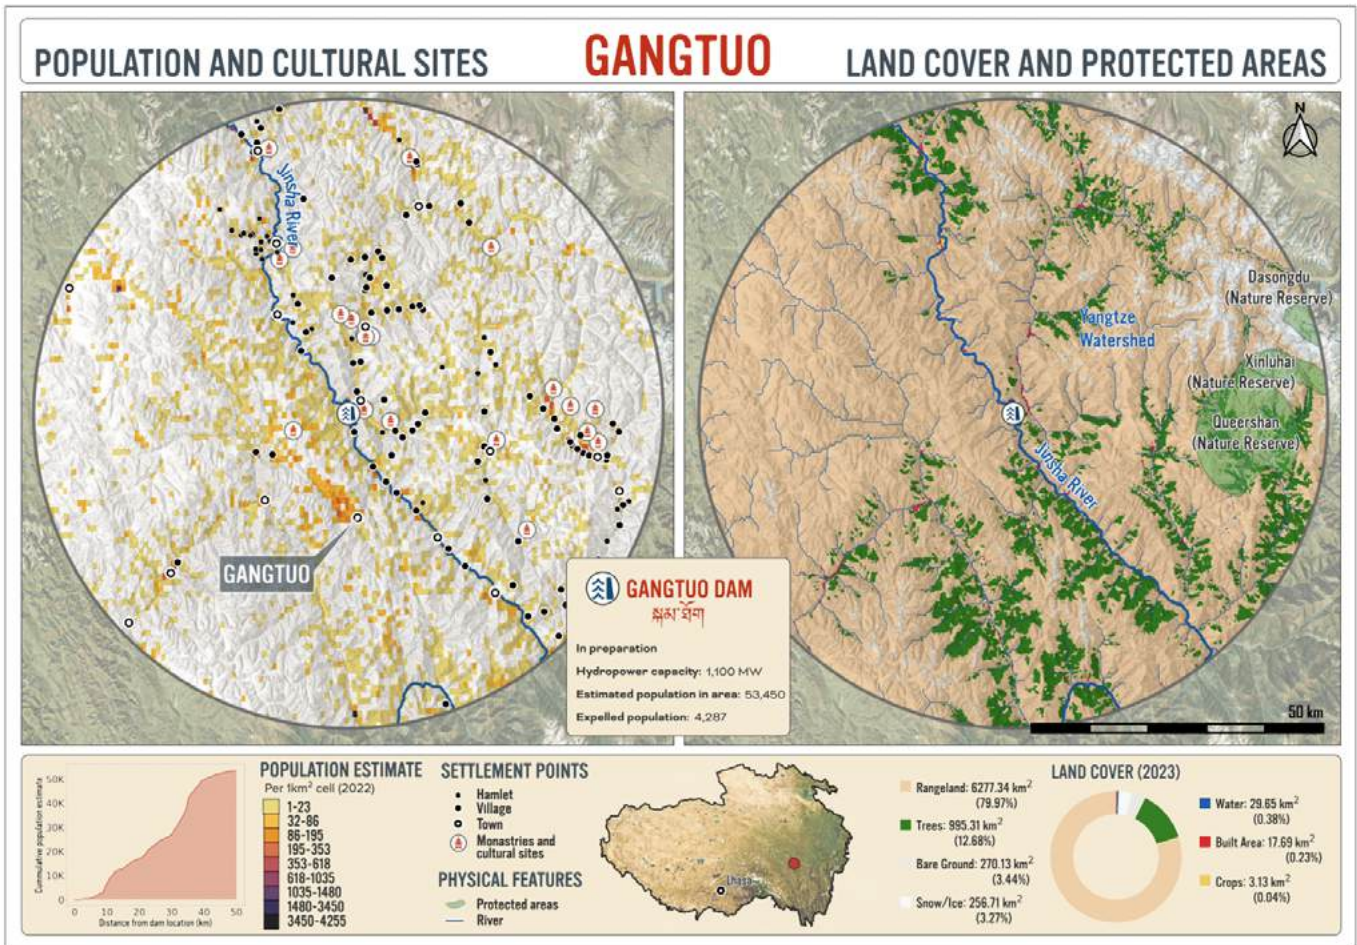 POPULATION AND CULTURAL SITES
GANGTUO
LAND COVER AND PROTECTED AREAS
Jinsha River
GANGTUO
N
Dasongdu
(Nature Reserve)
Yangtze
Watershed
Xinluhai
(Nature Reserve)
Queershan
(Nature Reserve)
Jinsha River
50 km
GANGTUO DAM
སྐམ་ཐོག
In preparation
Hydropower capacity: 1,100 MW
Estimated population in area: 53,450
Expelled population: 4,287
Cummulative population estimate
50K
40K
30K
20K
10K
0
0 10 20 30 40 50
Distance from dam location (km)
POPULATION ESTIMATE
Per 1km² cell (2022)
1-23
32-86
86-195
195-353
353-618
618-1035
1035-1480
1480-3450
3450-4255
SETTLEMENT POINTS
Hamlet
Village
Town
Monastries and
cultural sites
PHYSICAL FEATURES
Protected areas
River
Lhasa
LAND COVER (2023)
Rangeland: 6277.34 km²
(79.97%)
Trees: 995.31 km²
(12.68%)
Bare Ground: 270.13 km²
(3.44%)
Snow/Ice: 256.71 km²
(3.27%)
Water: 29.65 km²
(0.38%)
Built Area: 17.69 km²
(0.23%)
Crops: 3.13 km²
(0.04%)